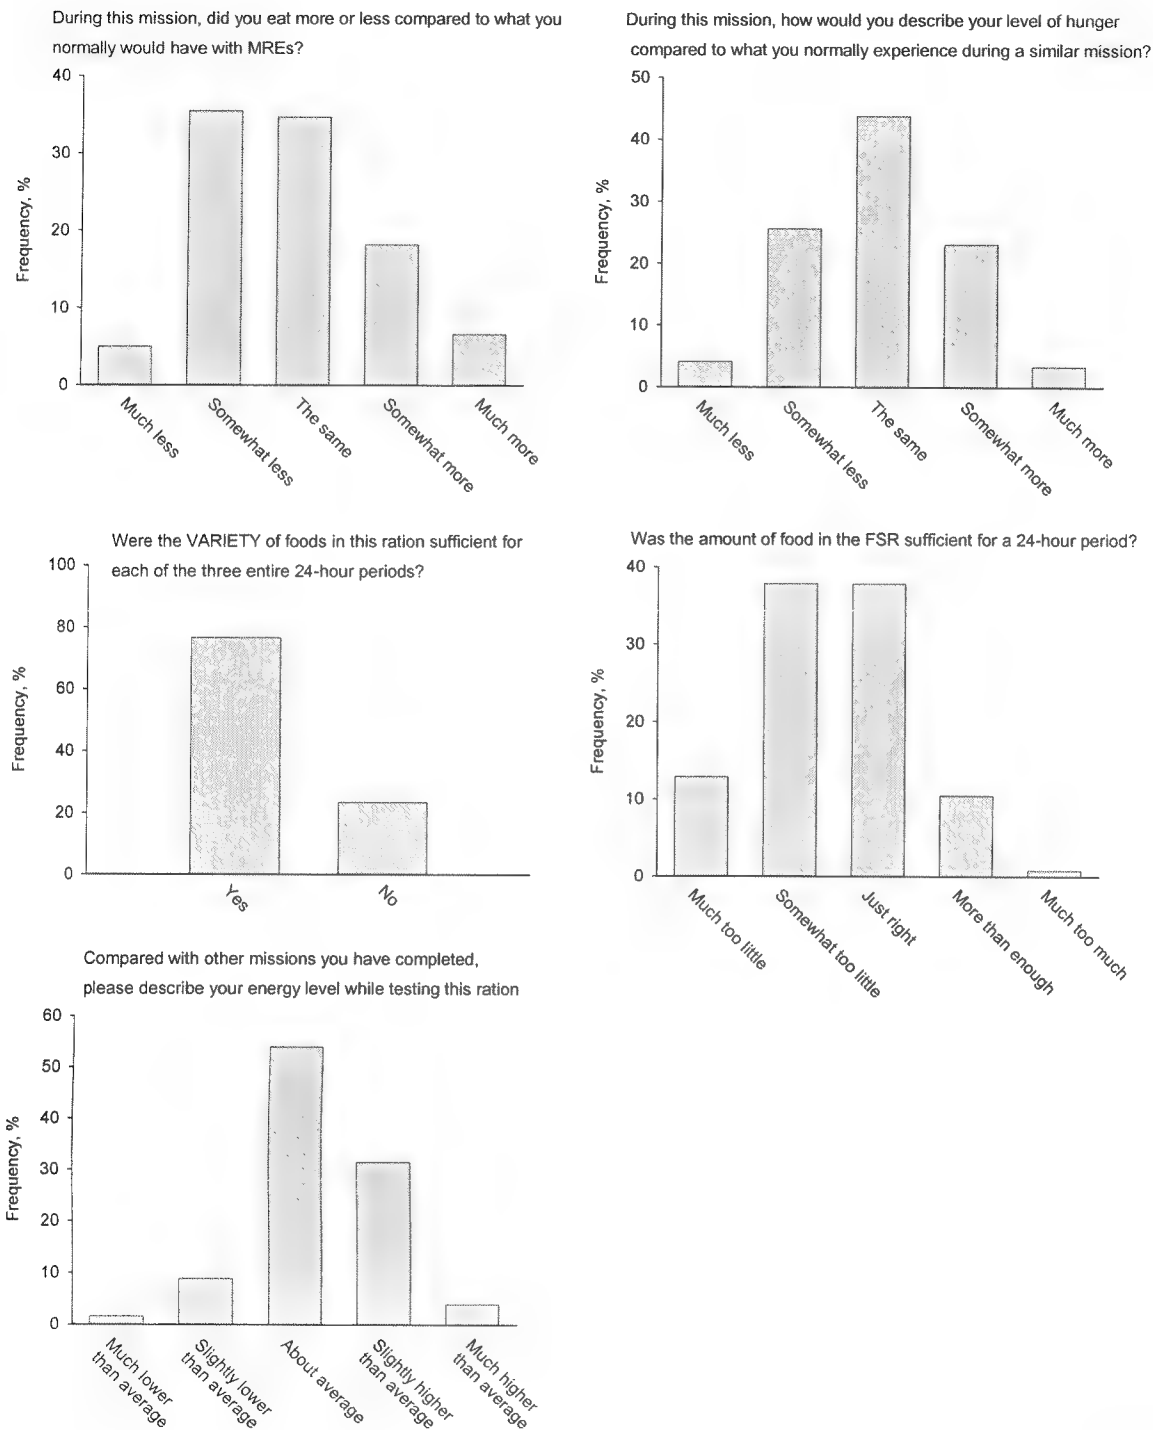 During this mission, did you eat more or less compared to what you
normally would have with MREs?
40
30
20
10
0
Frequency, %
Much less
Somewhat less
The same
Somewhat more
Much more
During this mission, how would you describe your level of hunger
compared to what you normally experience during a similar mission?
50
40
30
20
10
0
Frequency, %
Much less
Somewhat less
The same
Somewhat more
Much more
Were the VARIETY of foods in this ration sufficient for
each of the three entire 24-hour periods?
100
80
60
40
20
0
Frequency, %
Yes
No
Was the amount of food in the FSR sufficient for a 24-hour period?
40
30
20
10
0
Frequency, %
Much too little
Somewhat too little
Just right
More than enough
Much too much
Compared with other missions you have completed,
please describe your energy level while testing this ration
60
50
40
30
20
10
0
Frequency, %
Much lower
than average
Slightly lower
than average
About average
Slightly higher
than average
Much higher
than average